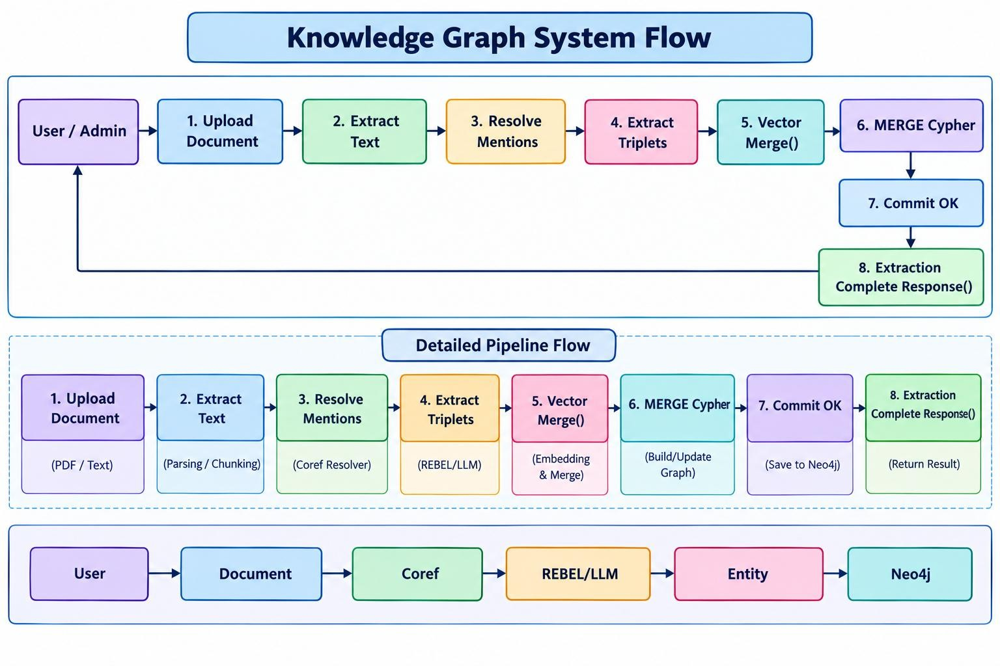 Knowledge Graph System Flow
User / Admin
1. Upload
Document
2. Extract
Text
3. Resolve
Mentions
4. Extract
Triplets
5. Vector
Merge()
6. MERGE Cypher
7. Commit OK
8. Extraction
Complete Response()
Detailed Pipeline Flow
1. Upload
Document
(PDF / Text)
2. Extract
Text
(Parsing / Chunking)
3. Resolve
Mentions
(Coref Resolver)
4. Extract
Triplets
(REBEL/LLM)
5. Vector
Merge()
(Embedding
& Merge)
6. MERGE Cypher
(Build/Update
Graph)
7. Commit OK
(Save to Neo4j)
8. Extraction
Complete Response()
(Return Result)
User
Document
Coref
REBEL/LLM
Entity
Neo4j